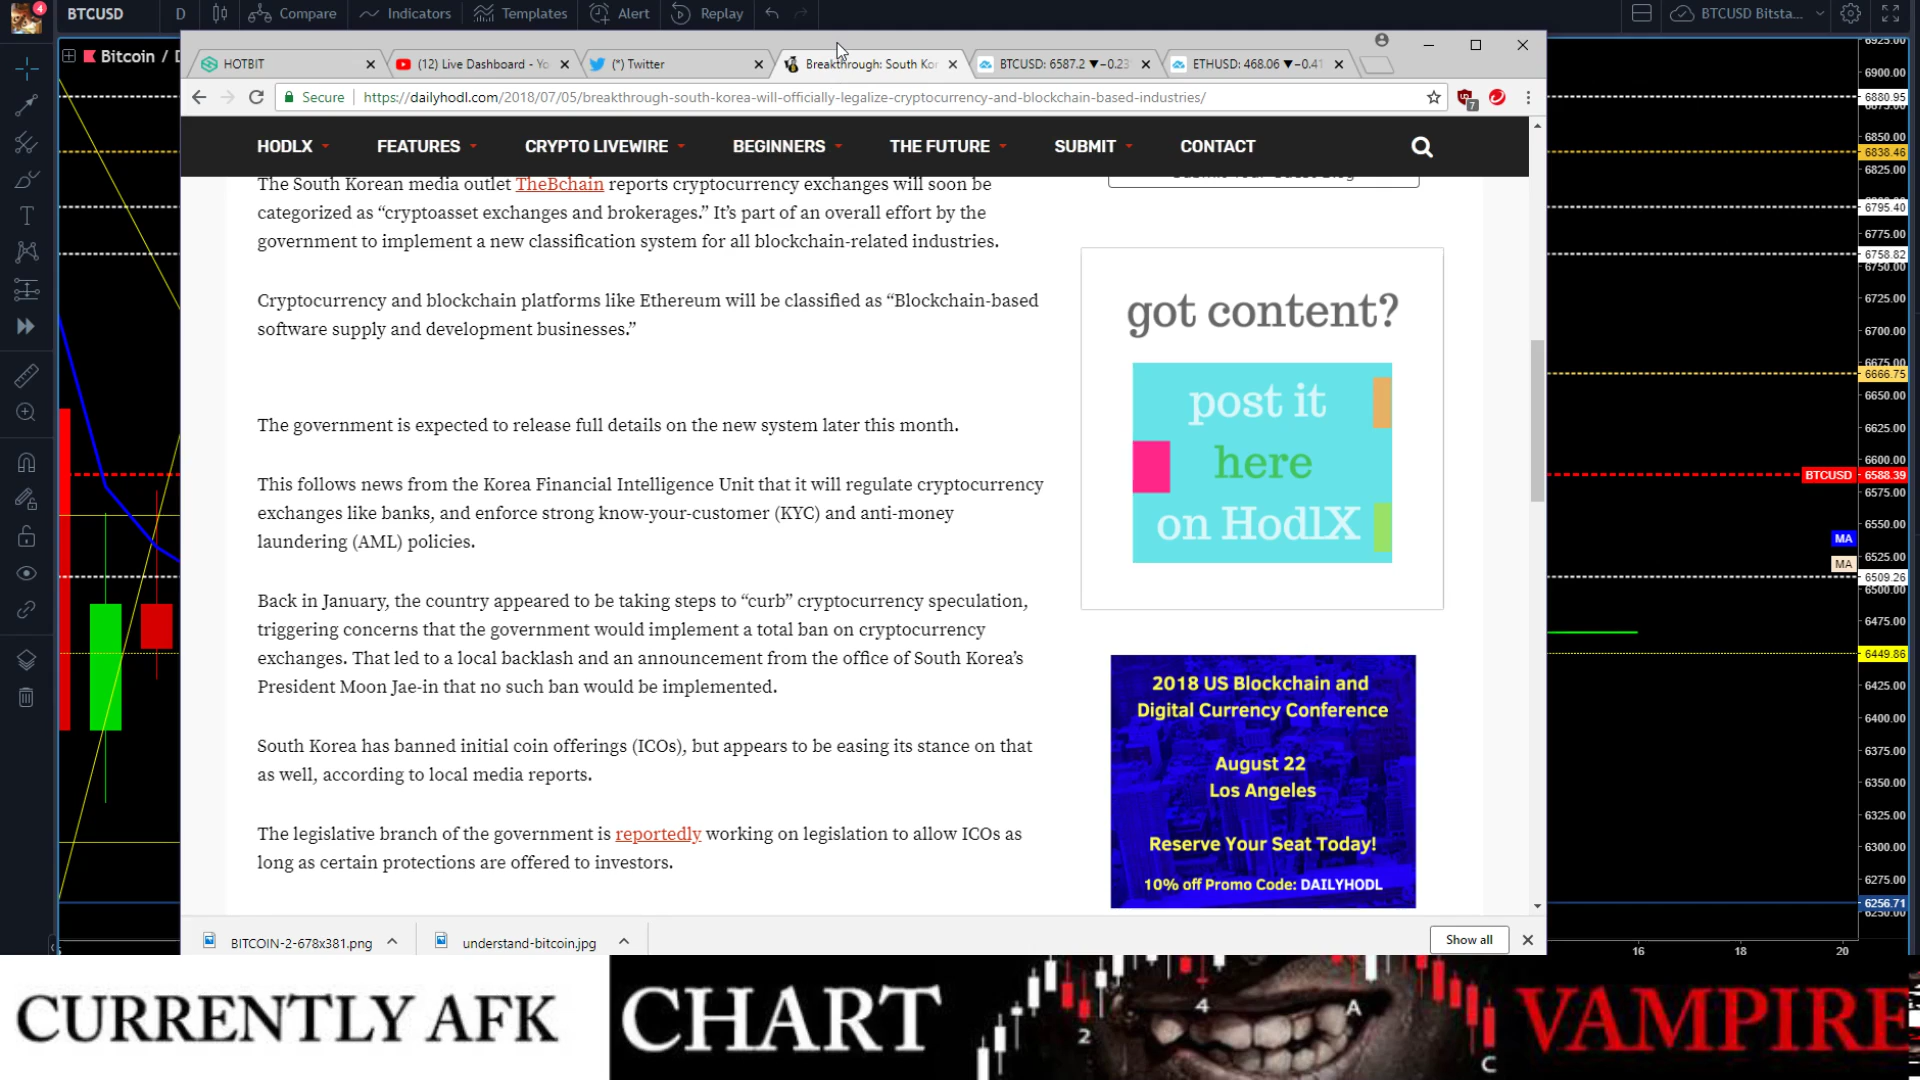 4
BTCUSD D Compare Indicators Templates Alert Replay BTCUSD Bitsta...
Bitcoin / D
HOTBIT
(12) Live Dashboard - Yo
(*) Twitter
Breakthrough: South Kor
BTCUSD: 6587.2 ▼−0.23
ETHUSD: 468.06 ▼−0.41
Secure https://dailyhodl.com/2018/07/05/breakthrough-south-korea-will-officially-legalize-cryptocurrency-and-blockchain-based-industries/
7
HODLX FEATURES CRYPTO LIVEWIRE BEGINNERS THE FUTURE SUBMIT CONTACT
The South Korean media outlet TheBchain reports cryptocurrency exchanges will soon be
categorized as “cryptoasset exchanges and brokerages.” It’s part of an overall effort by the
government to implement a new classification system for all blockchain-related industries.
Cryptocurrency and blockchain platforms like Ethereum will be classified as “Blockchain-based
software supply and development businesses.”
The government is expected to release full details on the new system later this month.
This follows news from the Korea Financial Intelligence Unit that it will regulate cryptocurrency
exchanges like banks, and enforce strong know-your-customer (KYC) and anti-money
laundering (AML) policies.
Back in January, the country appeared to be taking steps to “curb” cryptocurrency speculation,
triggering concerns that the government would implement a total ban on cryptocurrency
exchanges. That led to a local backlash and an announcement from the office of South Korea’s
President Moon Jae-in that no such ban would be implemented.
South Korea has banned initial coin offerings (ICOs), but appears to be easing its stance on that
as well, according to local media reports.
The legislative branch of the government is reportedly working on legislation to allow ICOs as
long as certain protections are offered to investors.
got content?
post it
here
on HodlX
2018 US Blockchain and
Digital Currency Conference
August 22
Los Angeles
Reserve Your Seat Today!
10% off Promo Code: DAILYHODL
BITCOIN-2-678x381.png
understand-bitcoin.jpg
Show all
6925.00
6900.00
6880.95
6850.00
6838.46
6825.00
6795.40
6775.00
6758.82
6750.00
6725.00
6700.00
6675.00
6666.75
6650.00
6625.00
6600.00
BTCUSD 6588.39
6575.00
6550.00
MA
6525.00
MA
6509.26
6500.00
6475.00
6449.86
6425.00
6400.00
6375.00
6350.00
6325.00
6300.00
6275.00
6256.71
6250.00
16 18 20
CURRENTLY AFK
CHART
2
4
A
C
VAMPIRE